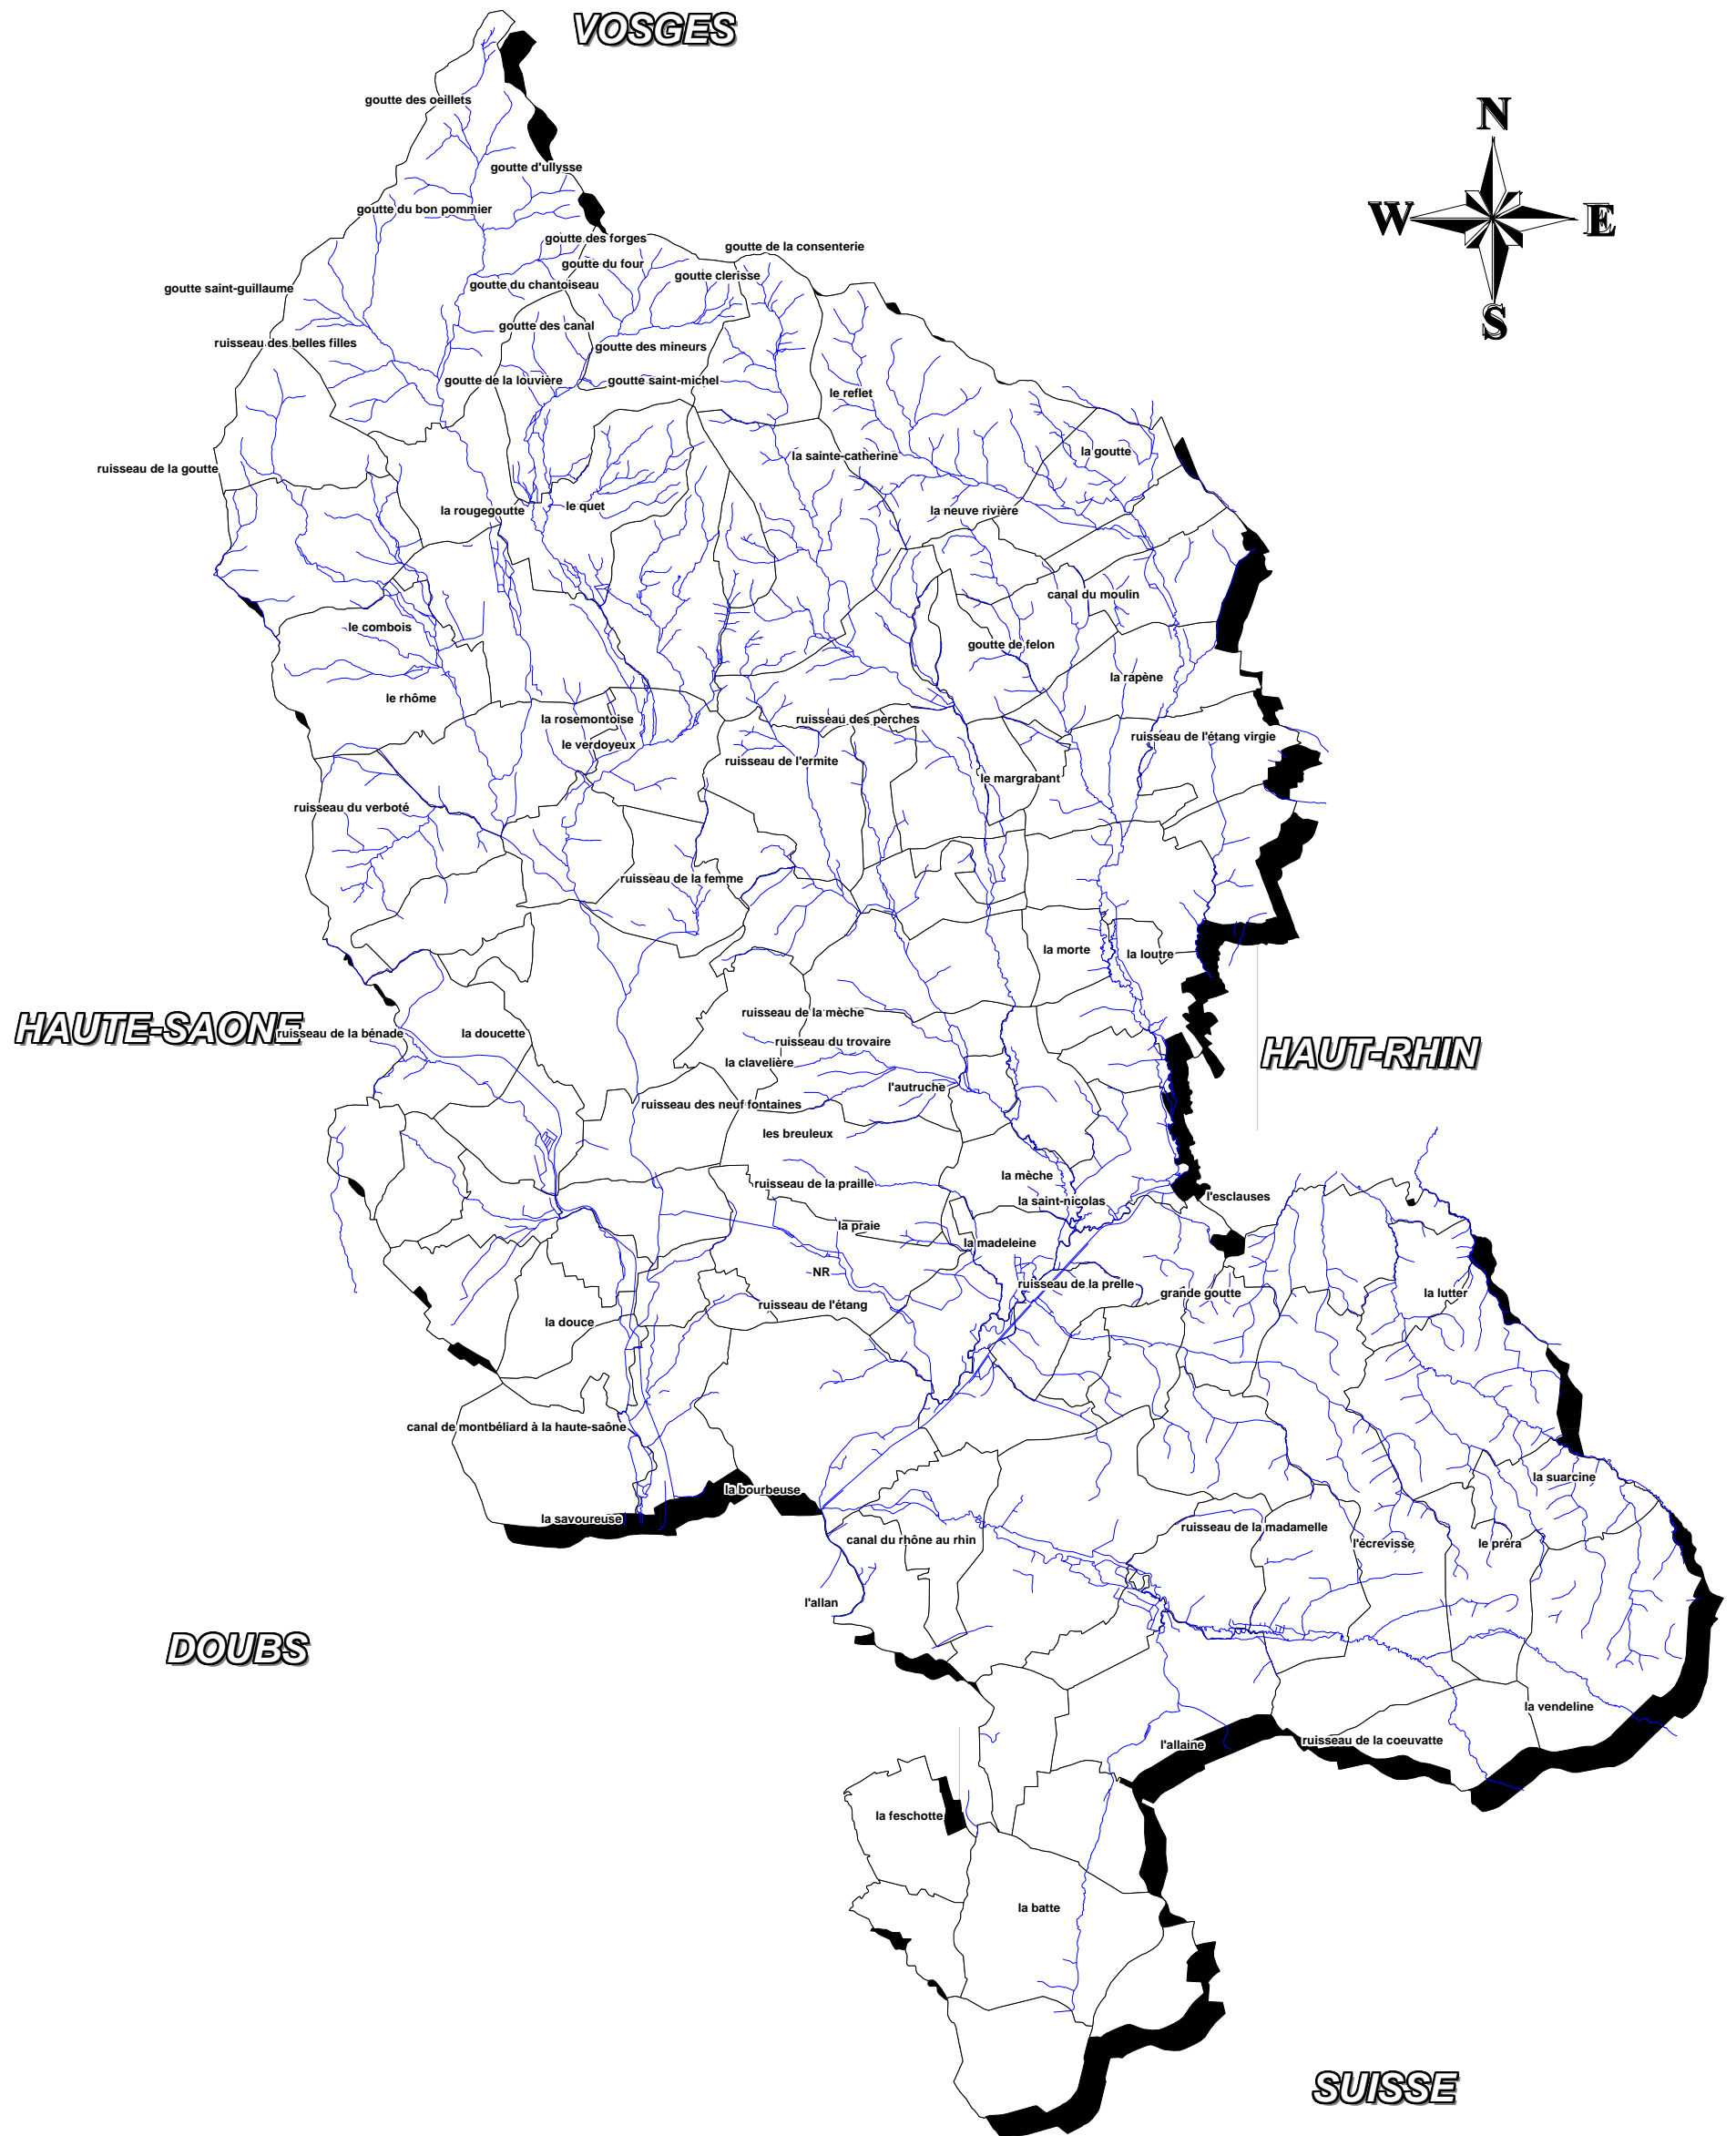 VOSGES
goutte des oeillets
N
goutte d'ullysse
goutte du bon pommier
W
E
goutte des forges
goutte de la consenterie
goutte du four
goutte clerisse
goutte du chantoiseau
goutte saint-guillaume
S
goutte des canal
ruisseau des belles filles
goutte des mineurs
goutte de la louvière
goutte saint-michel
le reflet
la goutte
la sainte-catherine
ruisseau de la goutte
le quet
la rougegoutte
la neuve rivière
canal du moulin
le combois
goutte de felon
la rapène
le rhôme
la rosemontoise
ruisseau des perches
ruisseau de l'étang virgie
le verdoyeux
ruisseau de l'ermite
le margrabant
ruisseau du verboté
ruisseau de la femme
la morte
la loutre
ruisseau de la mèche
HAUTE-SAONE
ruisseau de la bénade
la doucette
ruisseau du trovaire
HAUT-RHIN
la clavelière
l'autruche
ruisseau des neuf fontaines
les breuleux
la mèche
ruisseau de la praille
l'esclauses
la saint-nicolas
la praie
la madeleine
NR
ruisseau de la prelle
grande goutte
la lutter
ruisseau de l'étang
la douce
canal de montbéliard à la haute-saône
la suarcine
la bourbeuse
la savoureuse
ruisseau de la madamelle
canal du rhône au rhin
l'écrevisse
le préra
l'allan
DOUBS
la vendeline
l'allaine
ruisseau de la coeuvatte
la feschotte
la batte
SUISSE